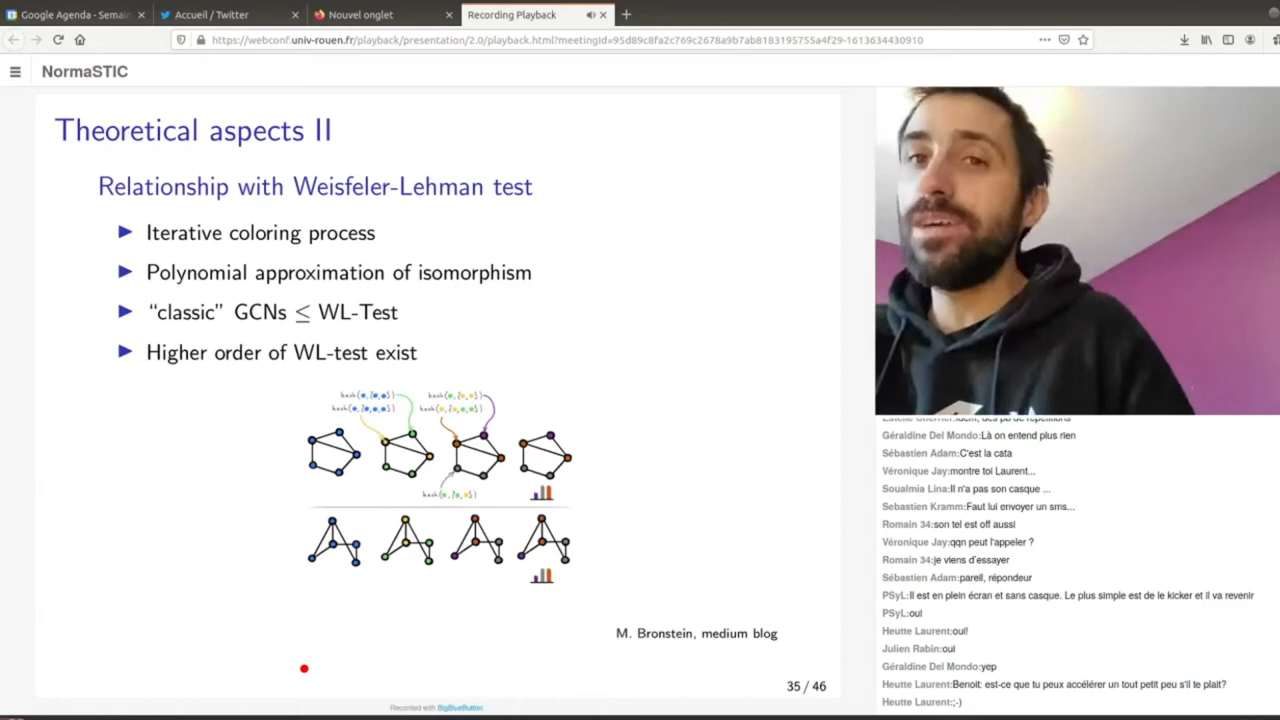 Google Agenda - Semain
Accueil / Twitter
Nouvel onglet
Recording Playback
https://webconf.univ-rouen.fr/playback/presentation/2.0/playback.html?meetingId=95d89c8fa2c769c2678a9b7ab8183195755a4f29-1613634430910
NormaSTIC
Theoretical aspects II
Relationship with Weisfeler-Lehman test
Iterative coloring process
Polynomial approximation of isomorphism
“classic” GCNs ≤ WL-Test
Higher order of WL-test exist
M. Bronstein, medium blog
35 / 46
Recorded with BigBlueButton
Géraldine Del Mondo:Là on entend plus rien
Sébastien Adam:C'est la cata
Véronique Jay:montre toi Laurent...
Soualmia Lina:Il n'a pas son casque ...
Sebastien Kramm:Faut lui envoyer un sms...
Romain 34:son tel est off aussi
Véronique Jay:qqn peut l'appeler ?
Romain 34:je viens d'essayer
Sébastien Adam:pareil, répondeur
PSyL:Il est en plein écran et sans casque. Le plus simple est de le kicker et il va revenir
PSyL:oui
Heutte Laurent:oui!
Julien Rabin:oui
Géraldine Del Mondo:yep
Heutte Laurent:Benoit: est-ce que tu peux accélérer un tout petit peu s'il te plait?
Heutte Laurent:;-)